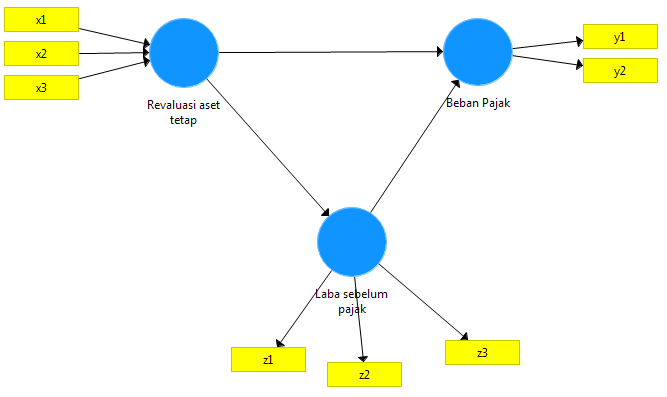 x1
x2
x3
Revaluasi aset
tetap
Beban Pajak
y1
y2
Laba sebelum
pajak
z1
z2
z3